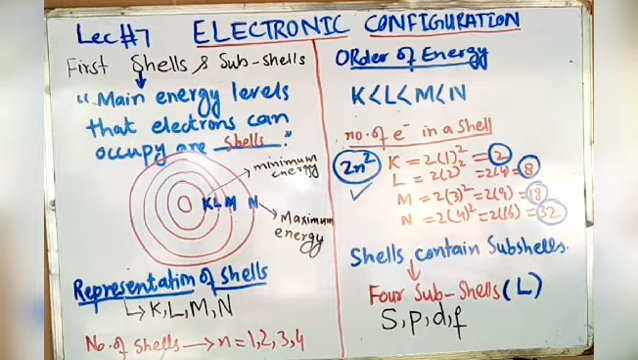 Lec#7
ELECTRONIC CONFIGURATION
First Shells & Sub-shells
"Main energy levels
that electrons can
occupy are Shells."
minimum
energy
K L M N
Maximum
energy
Representation of Shells
K, L, M, N
No. of shells → n = 1, 2, 3, 4
Order of Energy
K < L < M < N
no. of e⁻ in a Shell
2n²
K = 2(1)² = 2
L = 2(2)² = 2(4) = 8
M = 2(3)² = 2(9) = 18
N = 2(4)² = 2(16) = 32
Shells contain Subshells.
Four Sub-Shells (L)
S, p, d, f